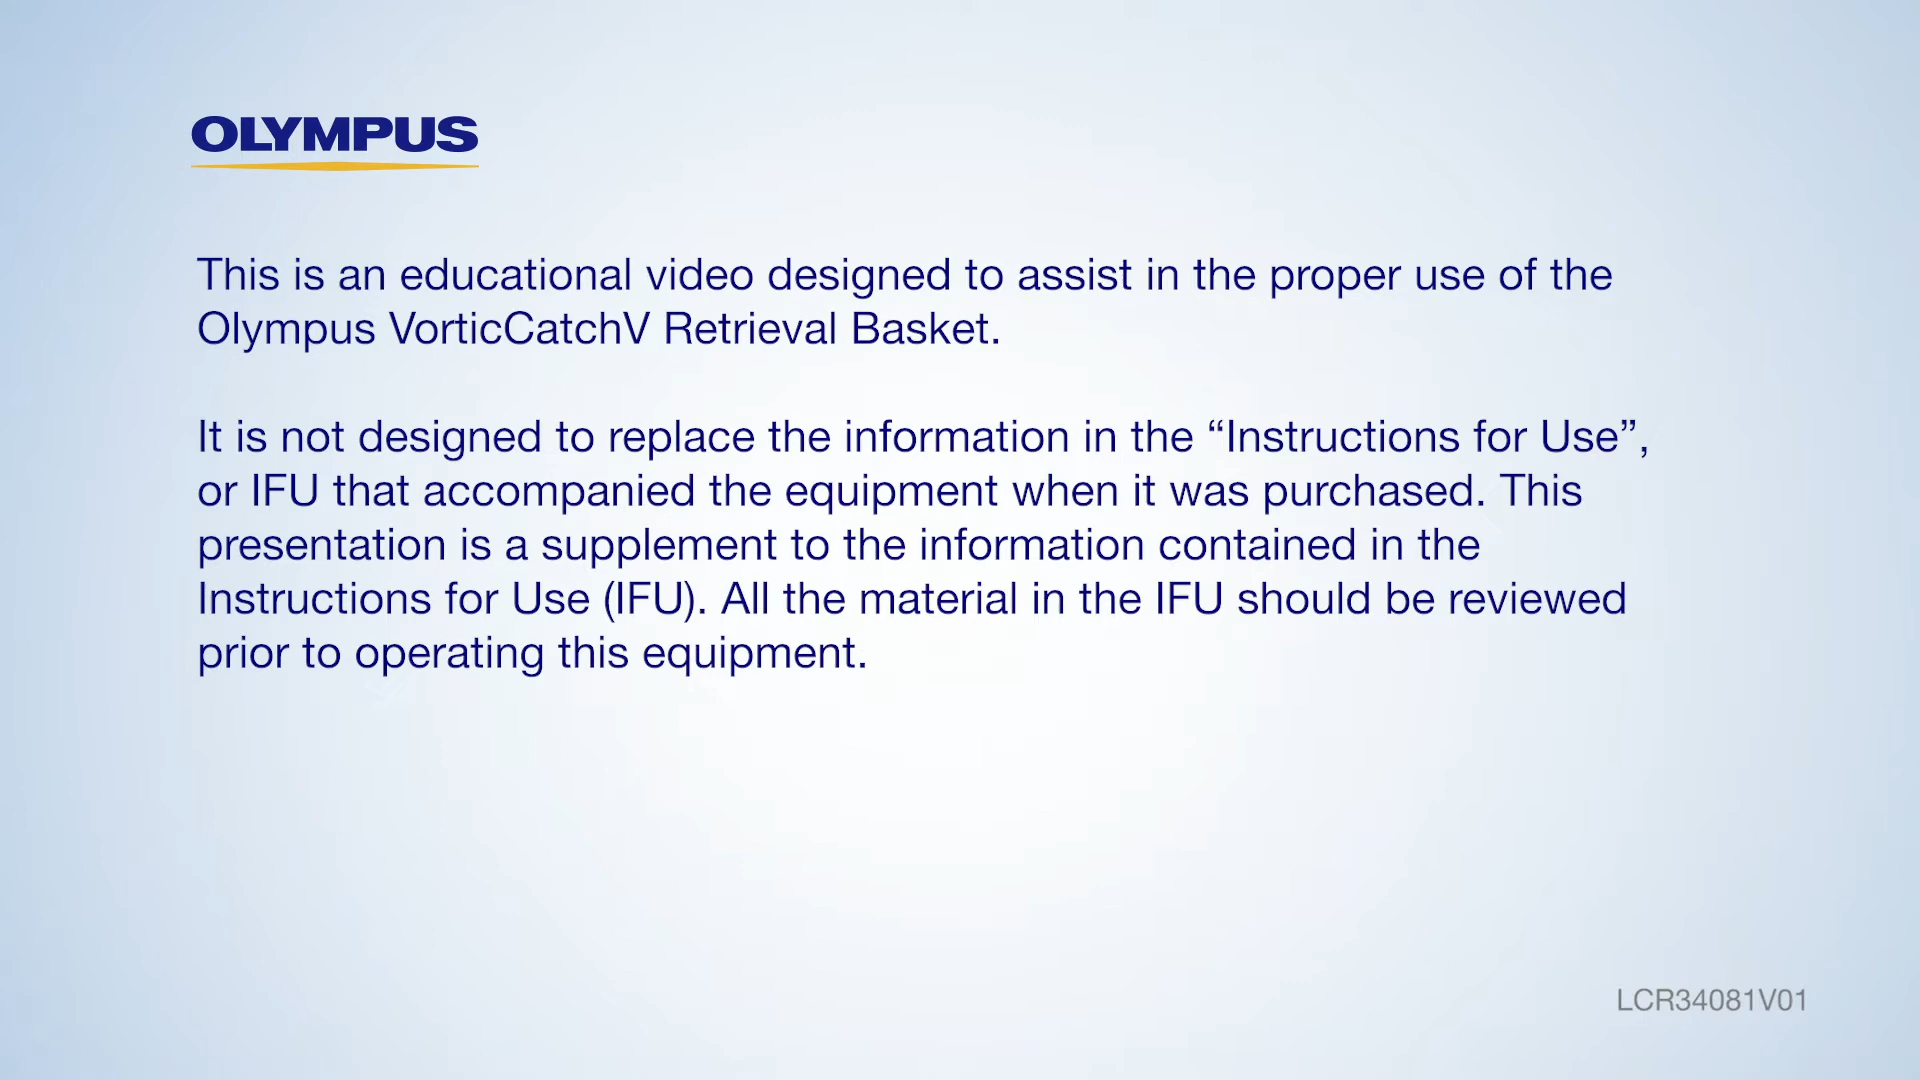 OLYMPUS
This is an educational video designed to assist in the proper use of the
Olympus VorticCatchV Retrieval Basket.
It is not designed to replace the information in the “Instructions for Use”,
or IFU that accompanied the equipment when it was purchased. This
presentation is a supplement to the information contained in the
Instructions for Use (IFU). All the material in the IFU should be reviewed
prior to operating this equipment.
LCR34081V01